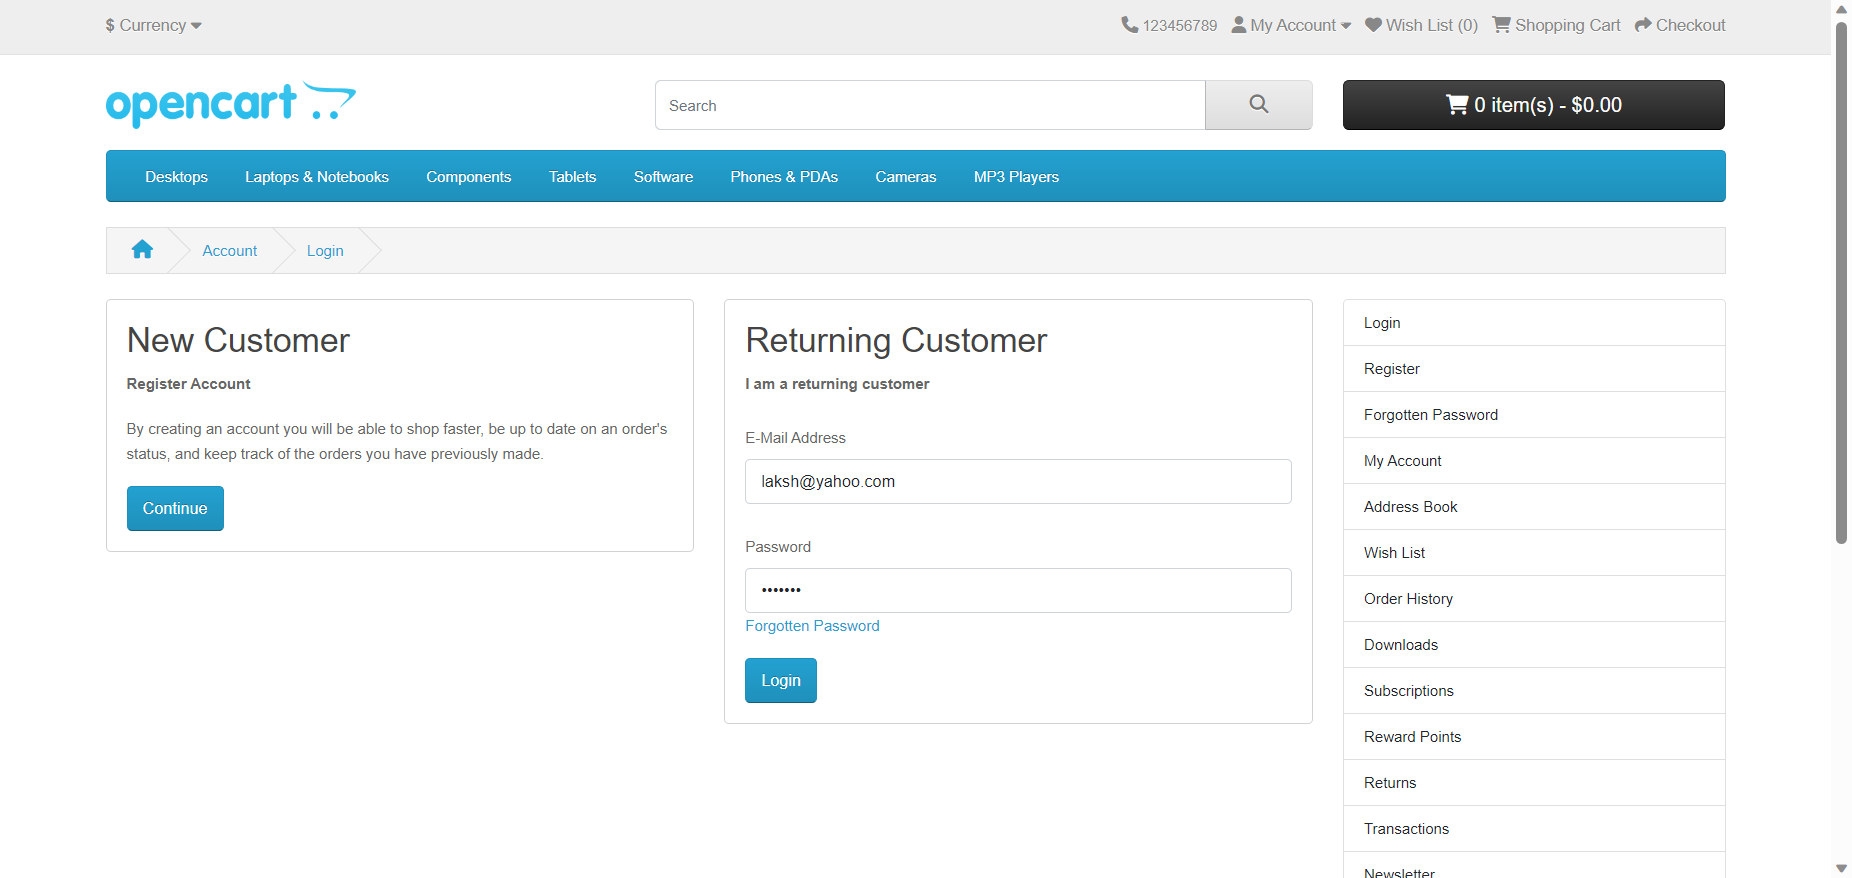 $ Currency
123456789 My Account Wish List (0) Shopping Cart Checkout
opencart
Search
0 item(s) - $0.00
Desktops Laptops & Notebooks Components Tablets Software Phones & PDAs Cameras MP3 Players
Account Login
New Customer
Register Account
By creating an account you will be able to shop faster, be up to date on an order's
status, and keep track of the orders you have previously made.
Continue
Returning Customer
I am a returning customer
E-Mail Address
laksh@yahoo.com
Password
•••••••
Forgotten Password
Login
Login
Register
Forgotten Password
My Account
Address Book
Wish List
Order History
Downloads
Subscriptions
Reward Points
Returns
Transactions
Newsletter